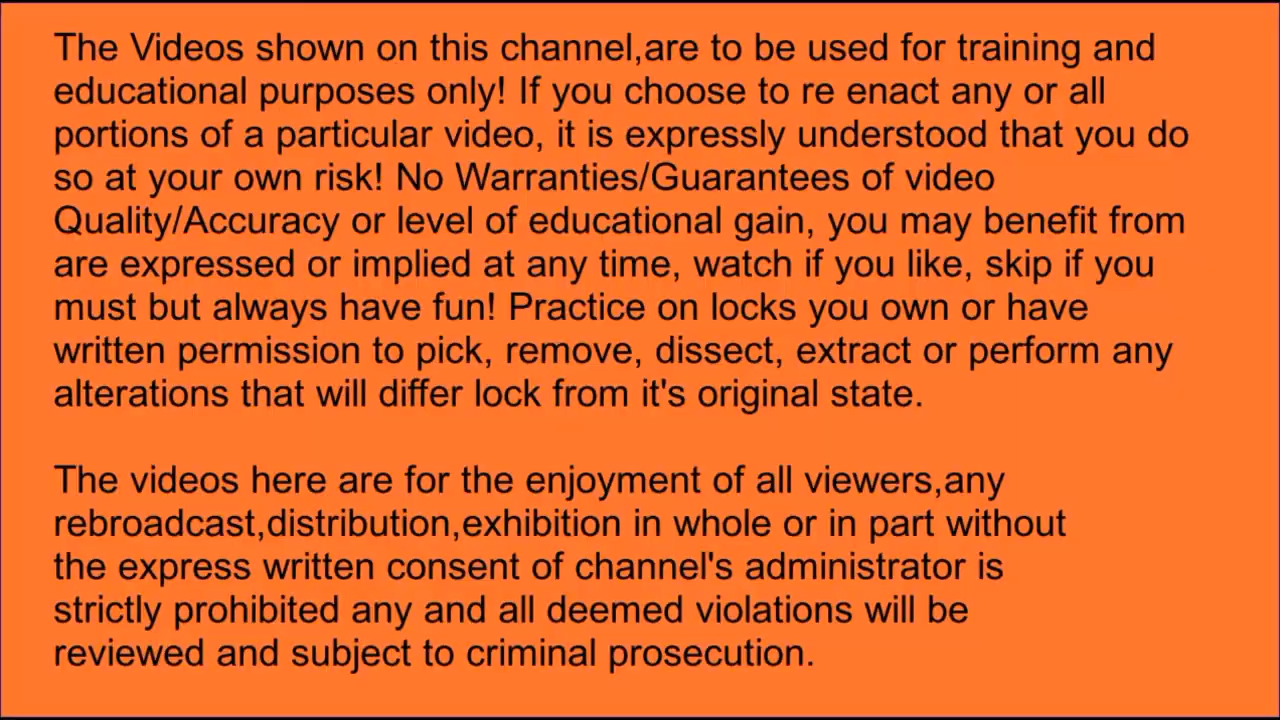 The Videos shown on this channel,are to be used for training and
educational purposes only! If you choose to re enact any or all
portions of a particular video, it is expressly understood that you do
so at your own risk! No Warranties/Guarantees of video
Quality/Accuracy or level of educational gain, you may benefit from
are expressed or implied at any time, watch if you like, skip if you
must but always have fun! Practice on locks you own or have
written permission to pick, remove, dissect, extract or perform any
alterations that will differ lock from it's original state.

The videos here are for the enjoyment of all viewers,any
rebroadcast,distribution,exhibition in whole or in part without
the express written consent of channel's administrator is
strictly prohibited any and all deemed violations will be
reviewed and subject to criminal prosecution.